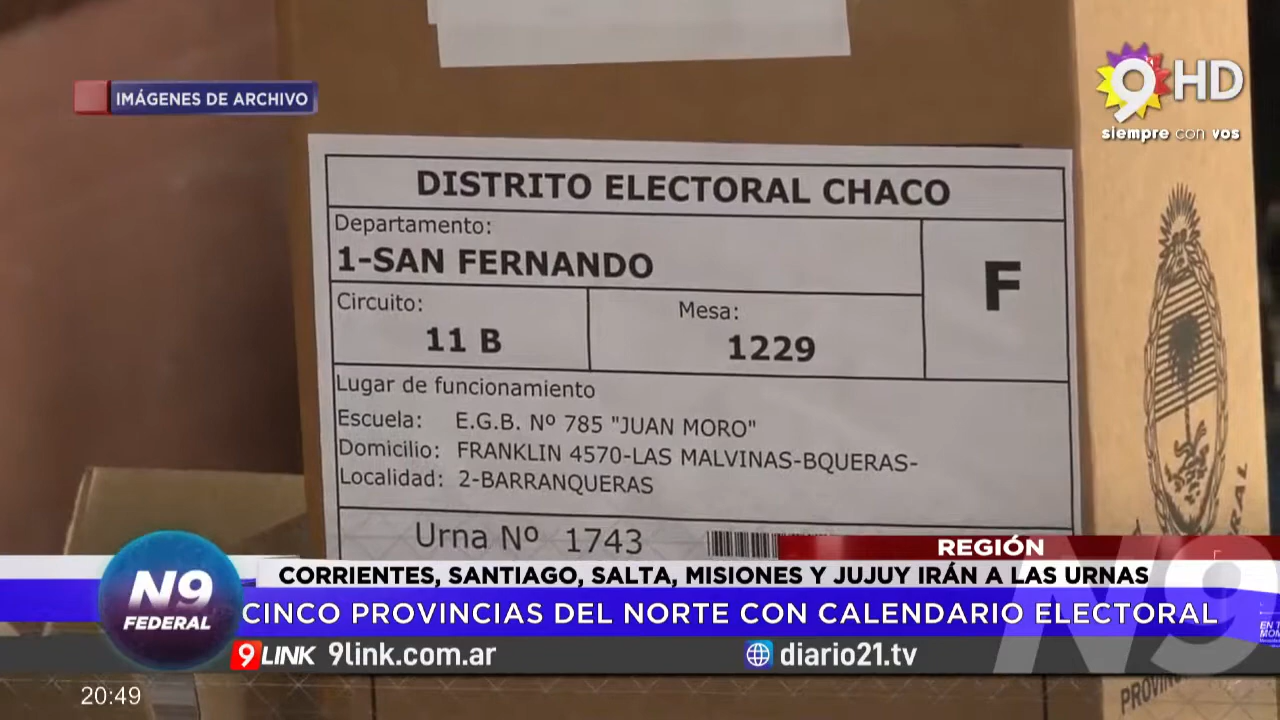 IMÁGENES DE ARCHIVO
9 HD
siempre con vos
DISTRITO ELECTORAL CHACO
Departamento:
1-SAN FERNANDO
F
Circuito:
11 B
Mesa:
1229
Lugar de funcionamiento
Escuela: E.G.B. Nº 785 "JUAN MORO"
Domicilio: FRANKLIN 4570-LAS MALVINAS-BQUERAS-
Localidad: 2-BARRANQUERAS
Urna Nº 1743
REGIÓN
CORRIENTES, SANTIAGO, SALTA, MISIONES Y JUJUY IRÁN A LAS URNAS
CINCO PROVINCIAS DEL NORTE CON CALENDARIO ELECTORAL
N9
FEDERAL
N9
9 LINK 9link.com.ar
diario21.tv
20:49